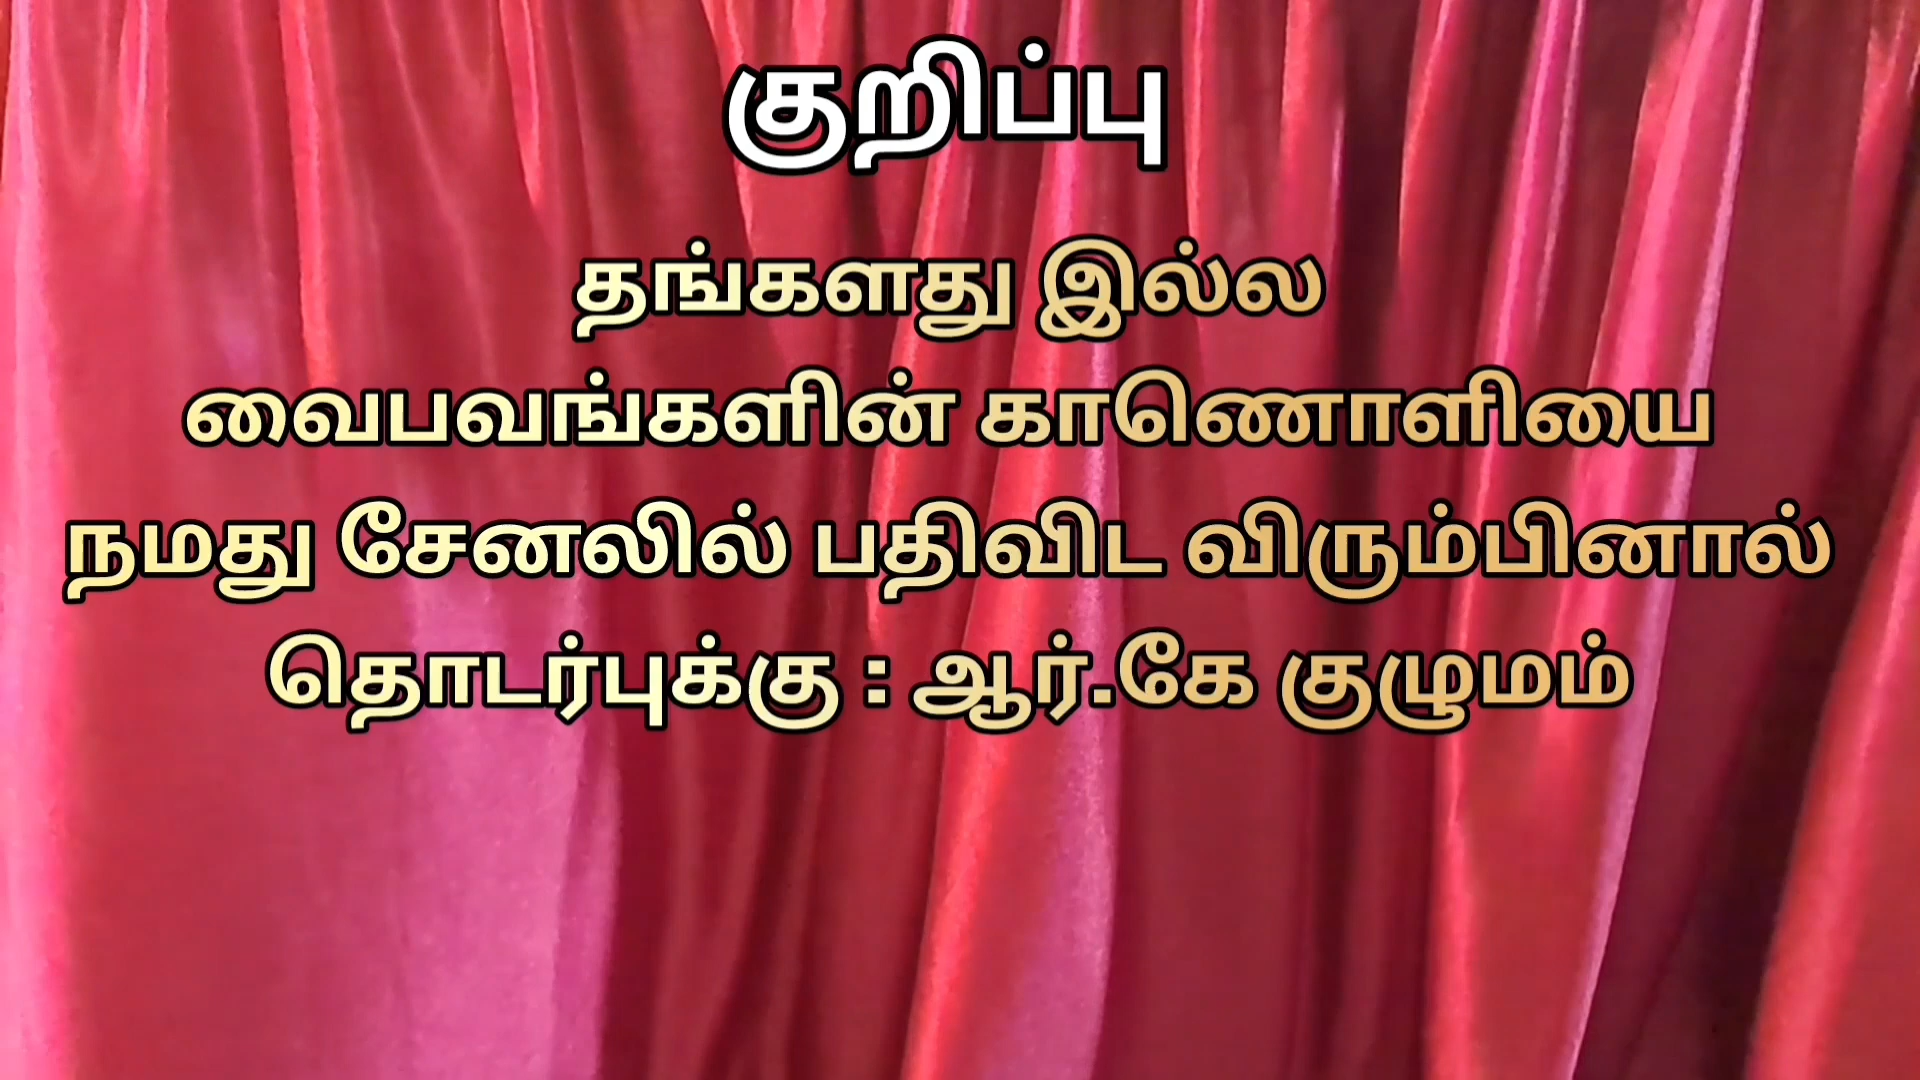 குறிப்பு
தங்களது இல்ல
வைபவங்களின் காணொளியை
நமது சேனலில் பதிவிட விரும்பினால்
தொடர்புக்கு : ஆர்.கே குழுமம்